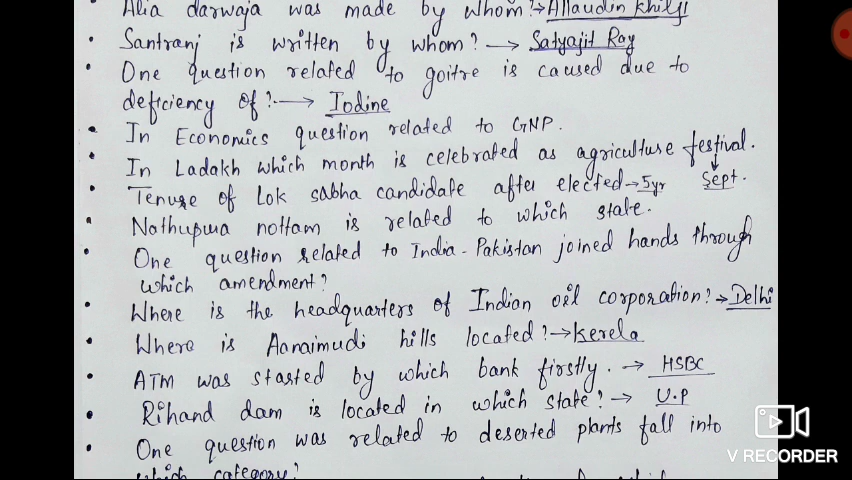 Alia darwaja was made by whom?→ Allaudin Khilji
• Santranj is written by whom? → Satyajit Ray
• One question related to goitre is caused due to
deficiency of? → Iodine
• In Economics question related to GNP.
• In Ladakh which month is celebrated as agriculture festival.
• Tenure of Lok sabha candidate after elected → 5yr Sept.
• Nathupwa nottam is related to which state.
• One question related to India - Pakistan joined hands through
which amendment?
• Where is the headquarters of Indian oil corporation? → Delhi
• Where is Aanaimudi hills located? → Kerela
• ATM was started by which bank firstly. → HSBC
• Rihand dam is located in which state? → U.P
• One question was related to deserted plants fall into
which category?
V RECORDER